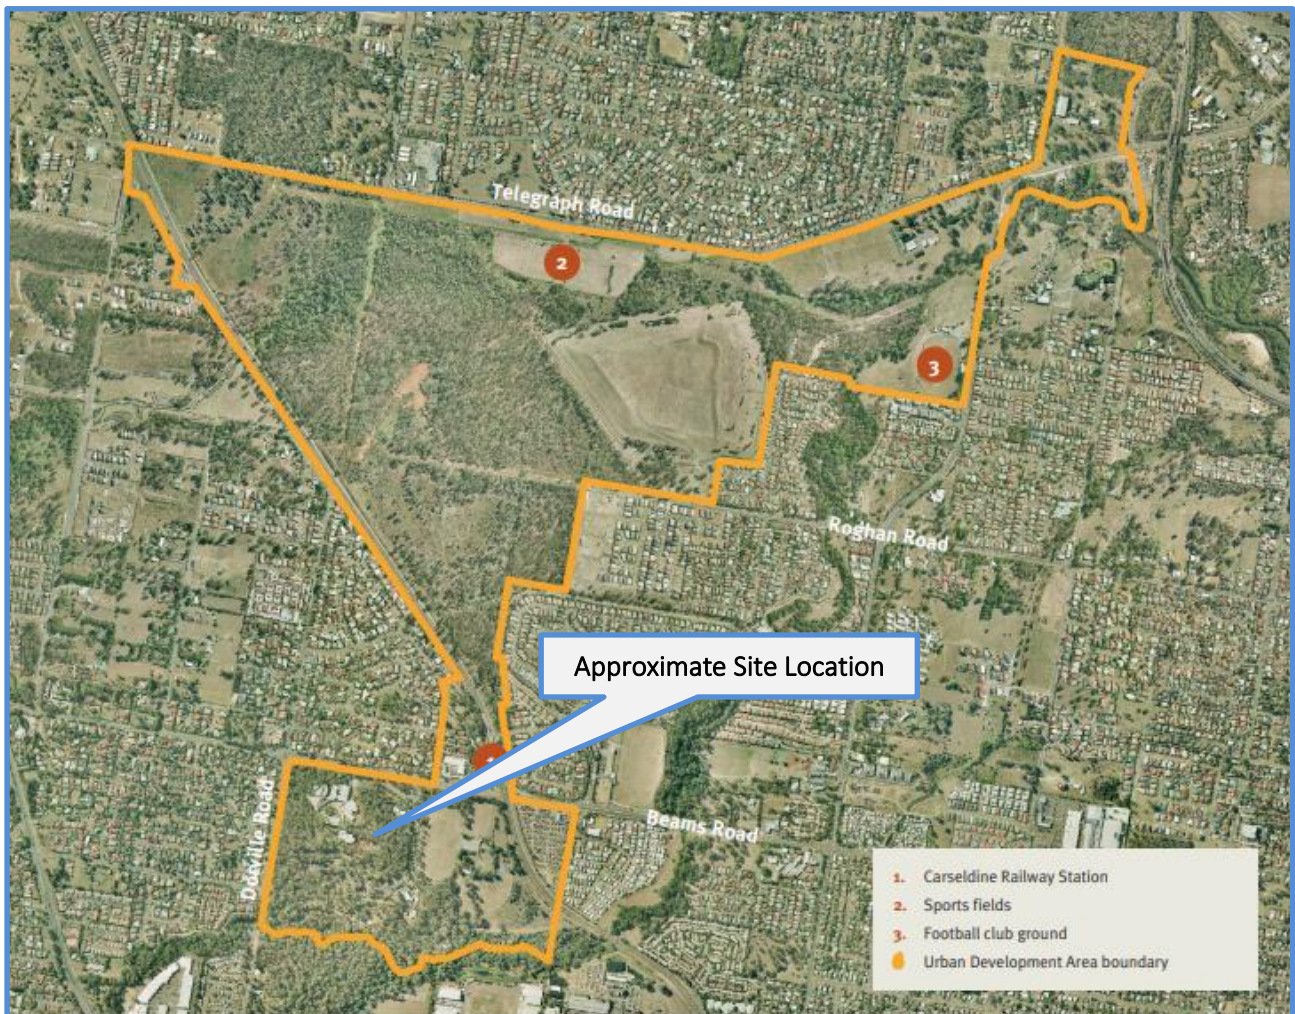 Telegraph Road
2
3
Roghan Road
Approximate Site Location
1
Dorville Road
Beams Road
1. Carseldine Railway Station
2. Sports fields
3. Football club ground
Urban Development Area boundary